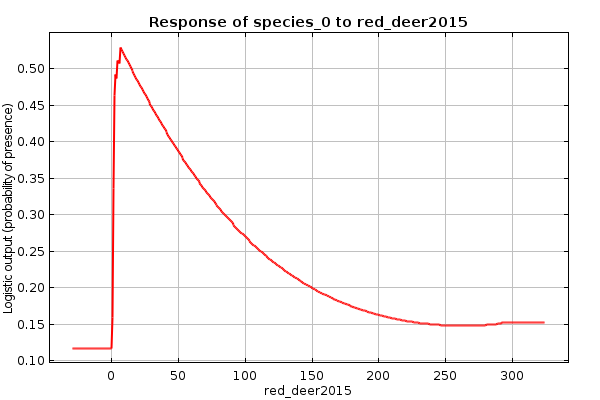 Response of species_0 to red_deer2015
Logistic output (probability of presence)
0.50
0.45
0.40
0.35
0.30
0.25
0.20
0.15
0.10
0 50 100 150 200 250 300
red_deer2015